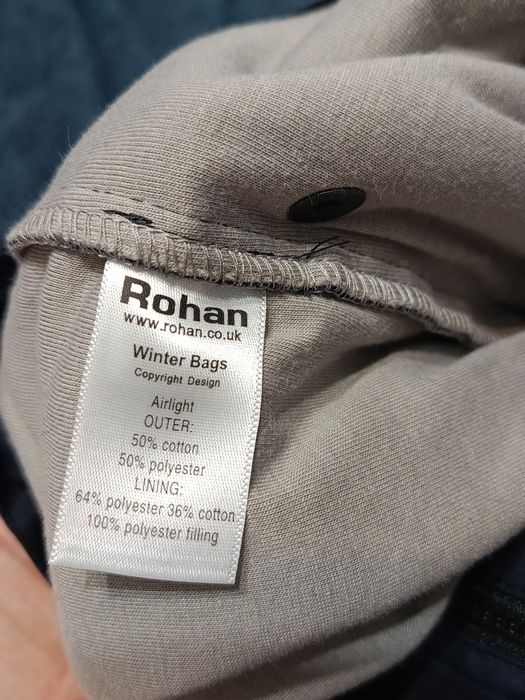 Rohan
www.rohan.co.uk
Winter Bags
Copyright Design
Airlight
OUTER:
50% cotton
50% polyester
LINING:
64% polyester 36% cotton
100% polyester filling